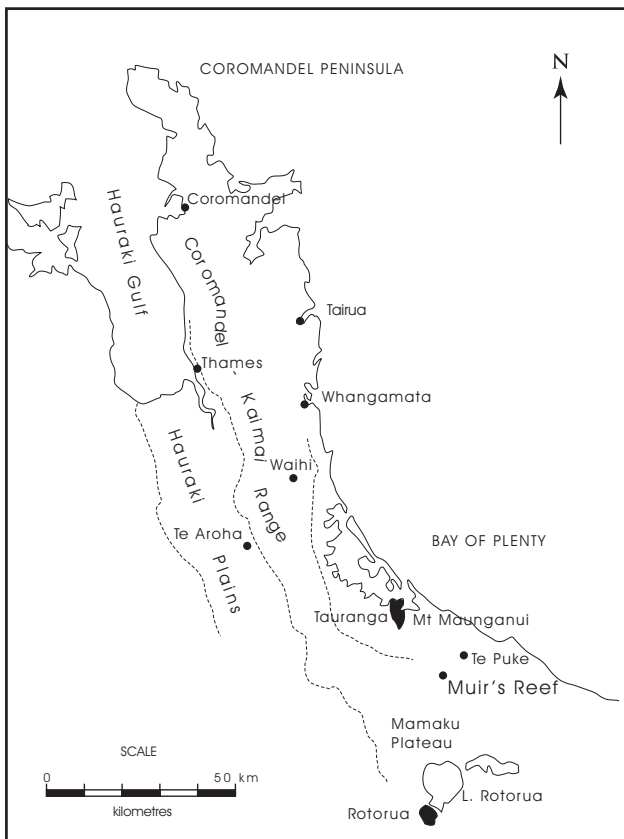 COROMANDEL PENINSULA
N
Coromandel
Hauraki Gulf
Coromandel -
Tairua
Thames
Whangamata
Kaimai
Hauraki
Waihi
Range
Te Aroha
BAY OF PLENTY
Plains
Tauranga
Mt Maunganui
Te Puke
Muir's Reef
Mamaku
Plateau
SCALE
0 50 km
kilometres
L. Rotorua
Rotorua